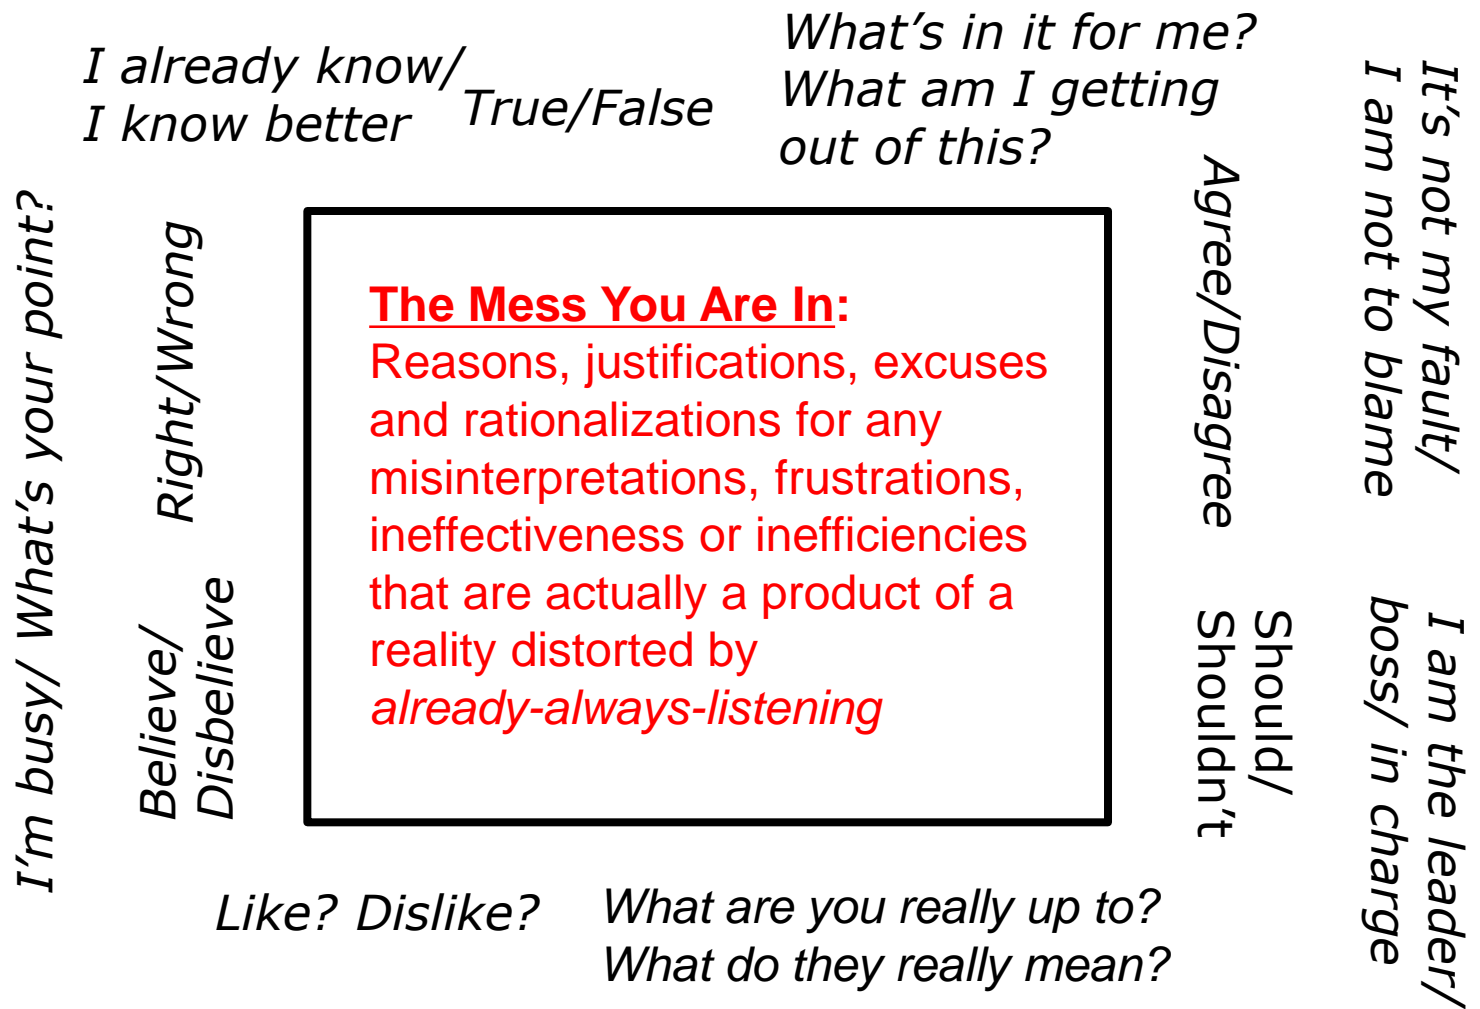 I already know/
I know better
True/False
What's in it for me?
What am I getting
out of this?
It's not my fault/
I am not to blame
Agree/Disagree
I'm busy/ What's your point?
Right/Wrong
The Mess You Are In:
Reasons, justifications, excuses
and rationalizations for any
misinterpretations, frustrations,
ineffectiveness or inefficiencies
that are actually a product of a
reality distorted by
already-always-listening
Believe/
Disbelieve
Should/
Shouldn't
I am the leader/
boss/ in charge
Like? Dislike?
What are you really up to?
What do they really mean?